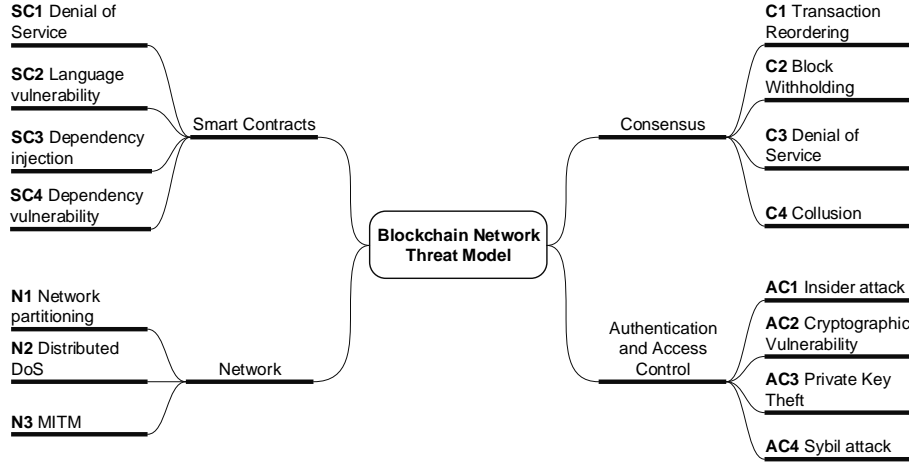 SC1 Denial of
Service
SC2 Language
vulnerability
SC3 Dependency
injection
SC4 Dependency
vulnerability
Smart Contracts
N1 Network
partitioning
N2 Distributed
DoS
N3 MITM
Network
Blockchain Network
Threat Model
Consensus
C1 Transaction
Reordering
C2 Block
Withholding
C3 Denial of
Service
C4 Collusion
Authentication
and Access
Control
AC1 Insider attack
AC2 Cryptographic
Vulnerability
AC3 Private Key
Theft
AC4 Sybil attack